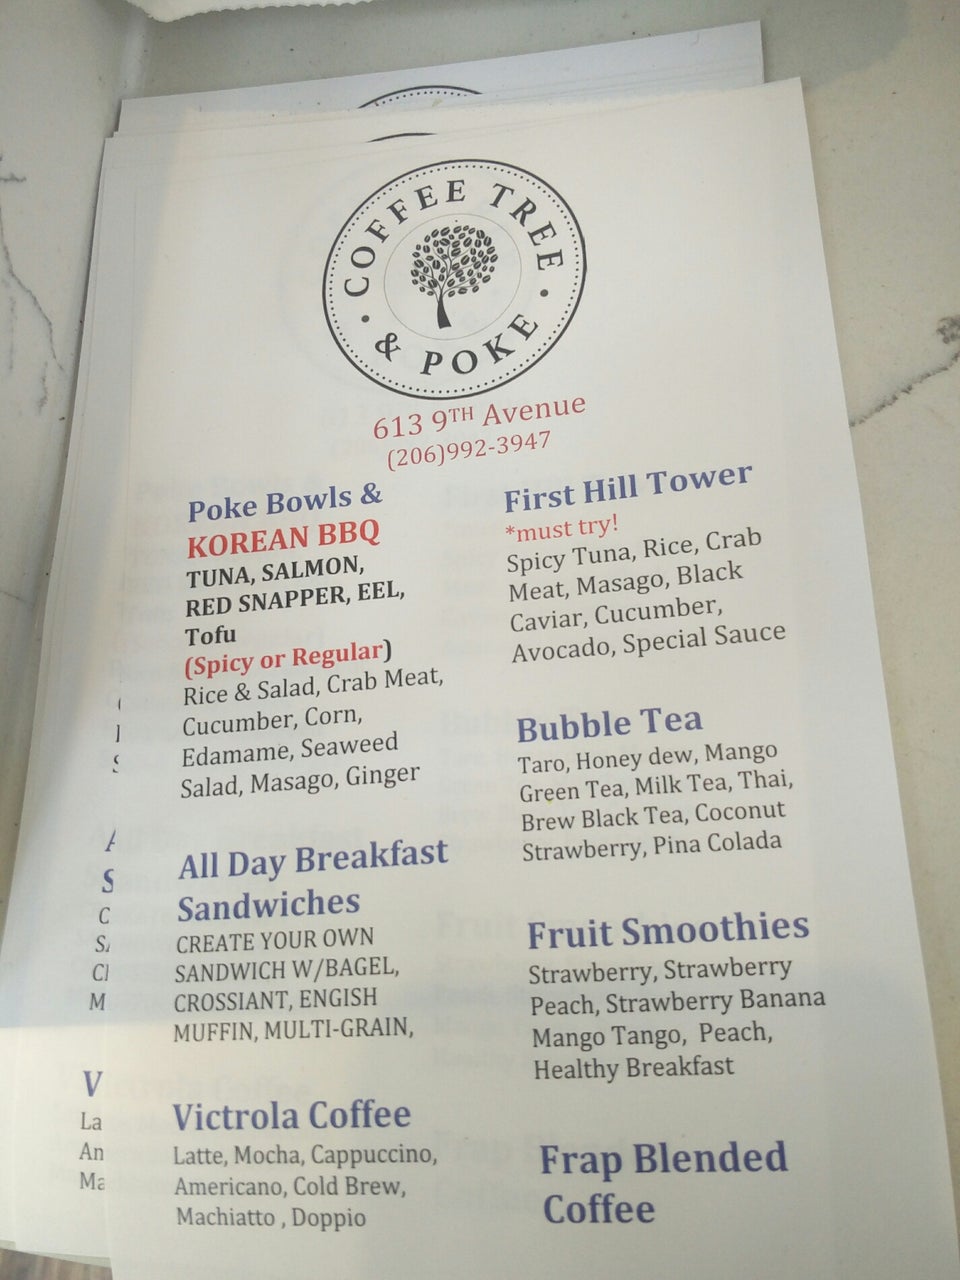 COFFEE TREE
& POKE
613 9TH Avenue
(206)992-3947
Poke Bowls &
KOREAN BBQ
TUNA, SALMON,
RED SNAPPER, EEL,
Tofu
(Spicy or Regular)
Rice & Salad, Crab Meat,
Cucumber, Corn,
Edamame, Seaweed
Salad, Masago, Ginger
All Day Breakfast
Sandwiches
CREATE YOUR OWN
SANDWICH W/BAGEL,
CROSSIANT, ENGISH
MUFFIN, MULTI-GRAIN,
Victrola Coffee
Latte, Mocha, Cappuccino,
Americano, Cold Brew,
Machiatto , Doppio
First Hill Tower
*must try!
Spicy Tuna, Rice, Crab
Meat, Masago, Black
Caviar, Cucumber,
Avocado, Special Sauce
Bubble Tea
Taro, Honey dew, Mango
Green Tea, Milk Tea, Thai,
Brew Black Tea, Coconut
Strawberry, Pina Colada
Fruit Smoothies
Strawberry, Strawberry
Peach, Strawberry Banana
Mango Tango, Peach,
Healthy Breakfast
Frap Blended
Coffee